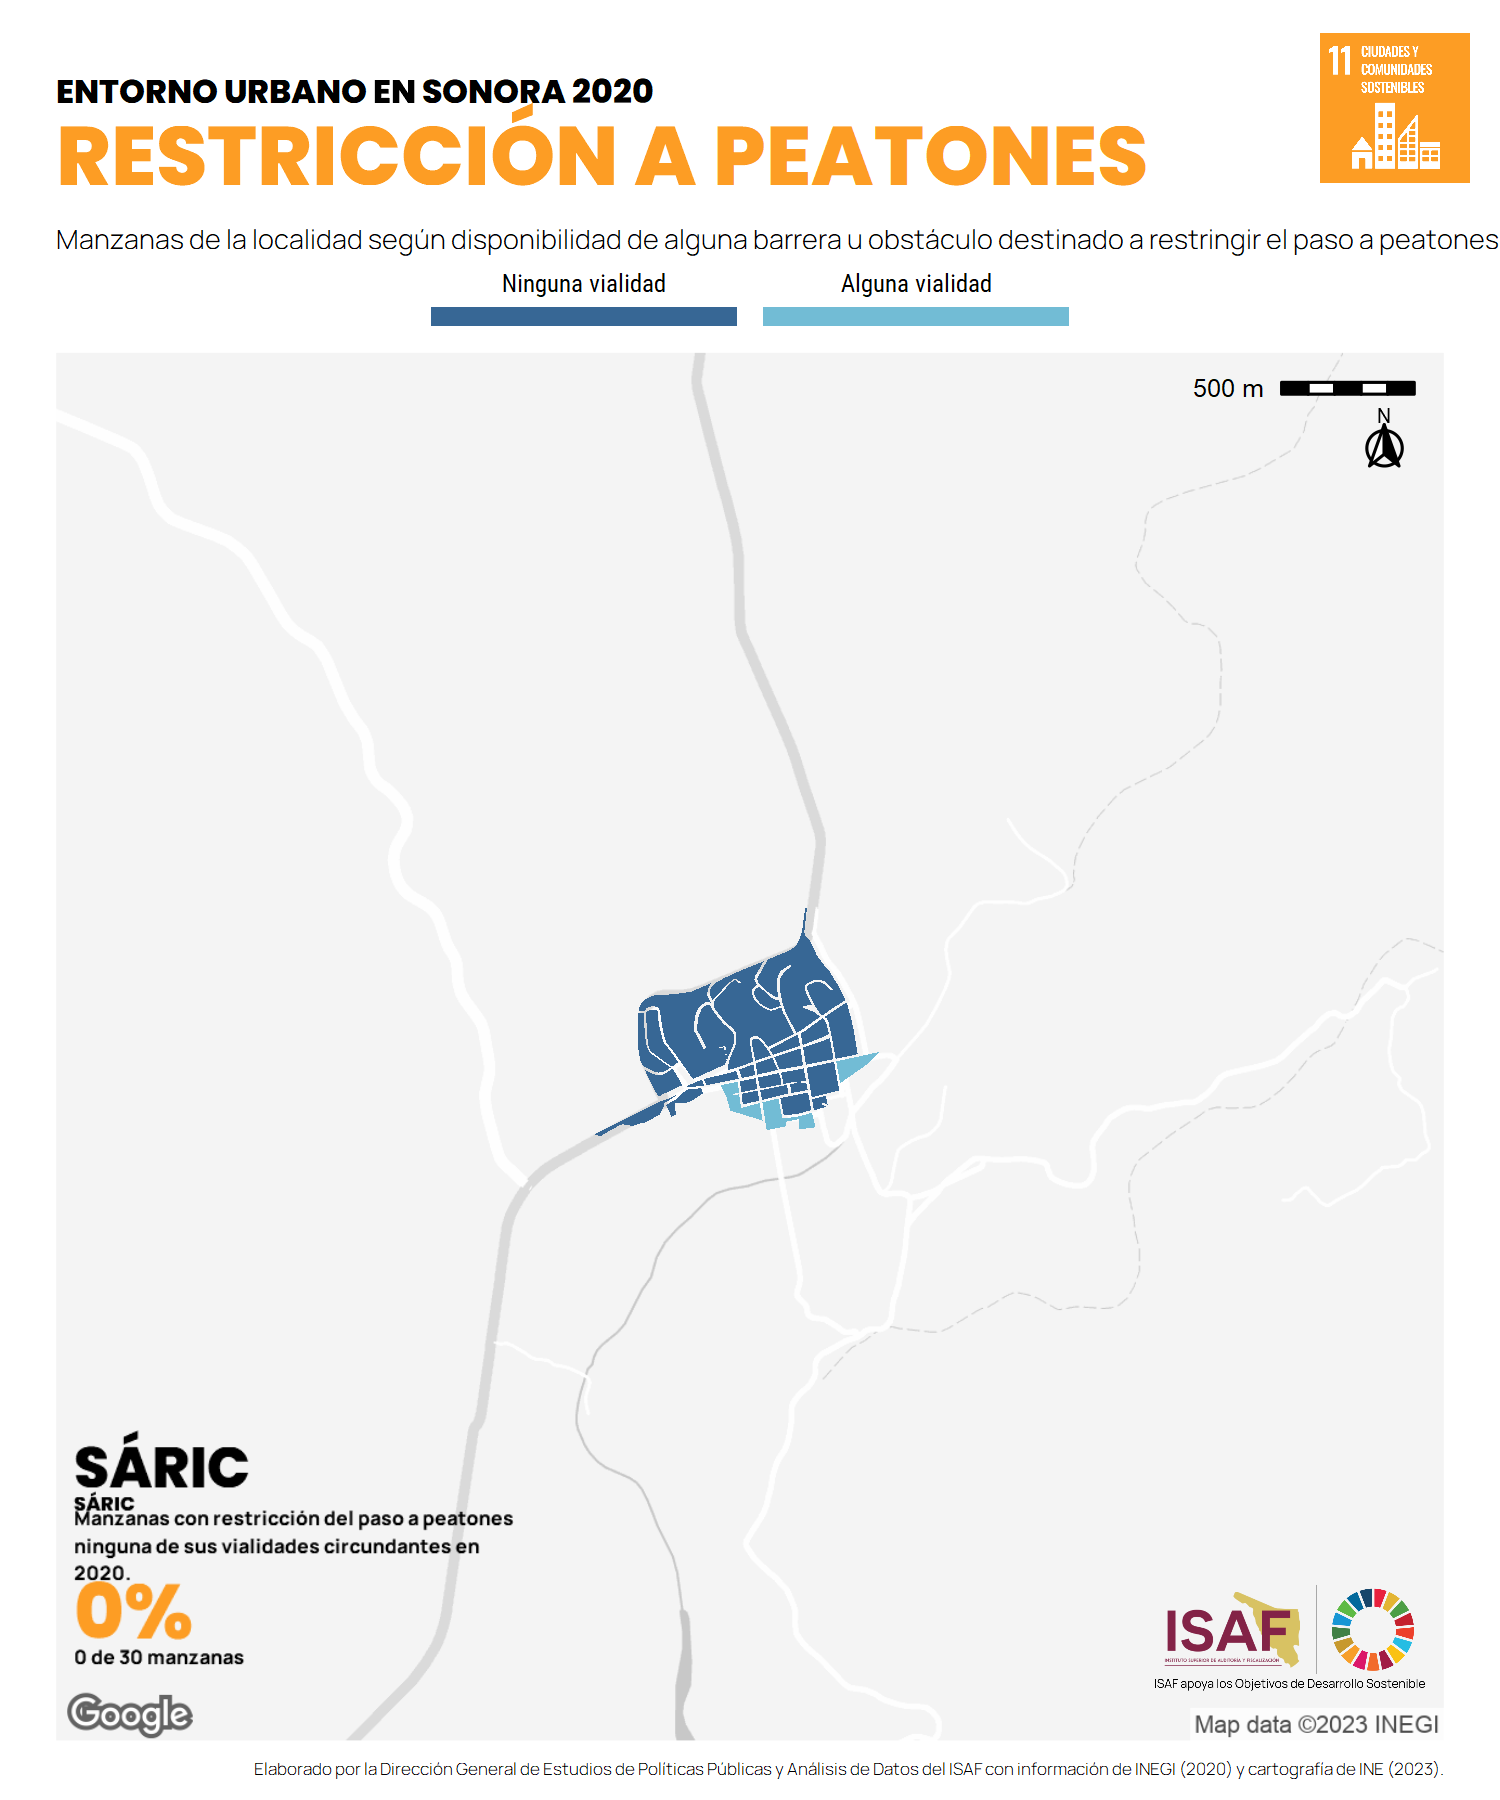 ENTORNO URBANO EN SONORA 2020
RESTRICCIÓN A PEATONES
11 CIUDADES Y
COMUNIDADES
SOSTENIBLES
Manzanas de la localidad según disponibilidad de alguna barrera u obstáculo destinado a restringir el paso a peatones
Ninguna vialidad
Alguna vialidad
500 m
N
SÁRIC
SÁRIC
Manzanas con restricción del paso a peatones
ninguna de sus vialidades circundantes en
2020.
0%
0 de 30 manzanas
Google
ISAF
INSTITUTO SUPERIOR DE AUDITORÍA Y FISCALIZACIÓN
ISAF apoya los Objetivos de Desarrollo Sostenible
Map data ©2023 INEGI
Elaborado por la Dirección General de Estudios de Políticas Públicas y Análisis de Datos del ISAF con información de INEGI (2020) y cartografía de INE (2023).